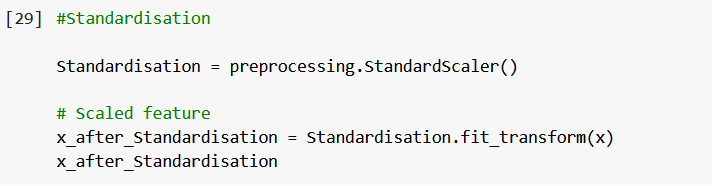 [29] #Standardisation
Standardisation = preprocessing.StandardScaler()
# Scaled feature
x_after_Standardisation = Standardisation.fit_transform(x)
x_after_Standardisation